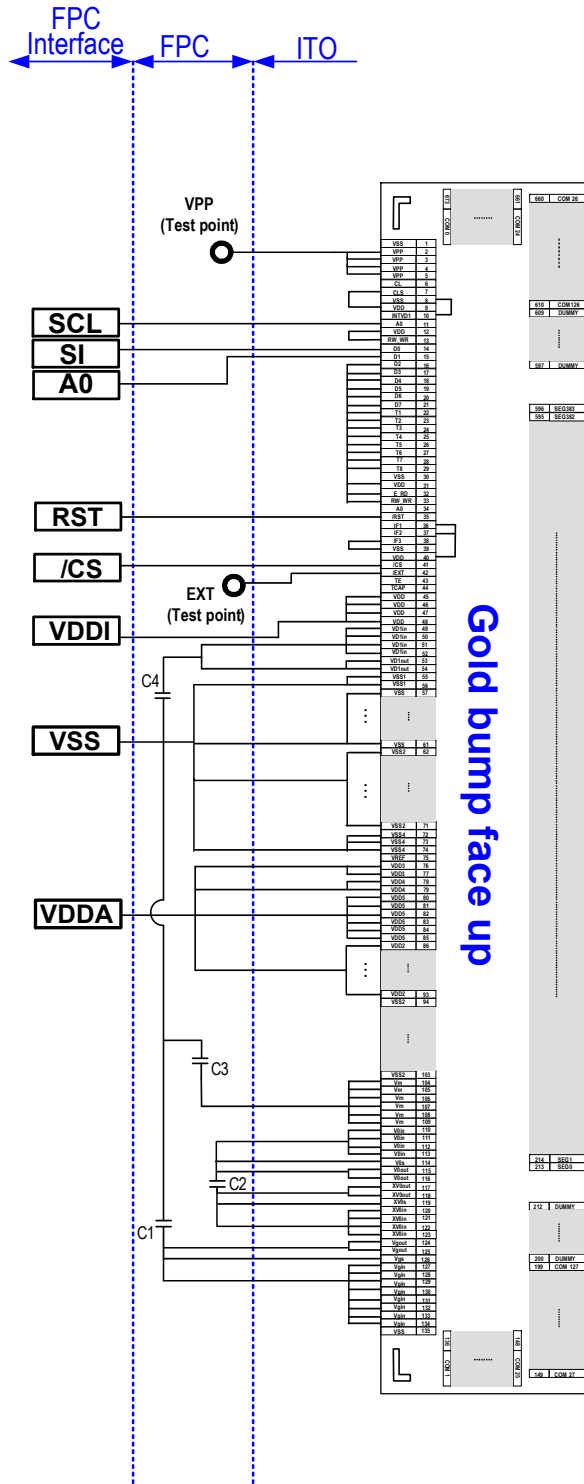 FPC
Interface
FPC
ITO
VPP
(Test point)
SCL
SI
A0
RST
/CS
EXT
(Test point)
VDDI
C4
VSS
VDDA
C3
C2
C1
Gold bump face up
673 COM 0
........
661 COM 24
VSS 1
VPP 2
VPP 3
VPP 4
VPP 5
CL 6
CLS 7
VSS 8
VDD 9
INTVD1 10
A0 11
VDD 12
RW_WR 13
D0 14
D1 15
D2 16
D3 17
D4 18
D5 19
D6 20
D7 21
T1 22
T2 23
T3 24
T4 25
T5 26
T6 27
T7 28
T8 29
VSS 30
VDD 31
E_RD 32
RW_WR 33
A0 34
/RST 35
IF1 36
IF2 37
IF3 38
VSS 39
VDD 40
/CS 41
/EXT 42
TE 43
TCAP 44
VDD 45
VDD 46
VDD 47
VDD 48
VD1in 49
VD1in 50
VD1in 51
VD1in 52
VD1out 53
VD1out 54
VSS1 55
VSS1 56
VSS 57
VSS 61
VSS2 62
VSS2 71
VSS4 72
VSS4 73
VSS4 74
VREF 75
VDD3 76
VDD3 77
VDD4 78
VDD4 79
VDD5 80
VDD5 81
VDD5 82
VDD5 83
VDD5 84
VDD5 85
VDD2 86
VDD2 93
VSS2 94
VSS2 103
Vm 104
Vm 105
Vm 106
Vm 107
Vm 108
Vm 109
V0in 110
V0in 111
V0in 112
V0in 113
V0s 114
V0out 115
V0out 116
XV0out 117
XV0out 118
XV0s 119
XV0in 120
XV0in 121
XV0in 122
XV0in 123
Vgout 124
Vgout 125
Vgs 126
Vgin 127
Vgin 128
Vgin 129
Vgin 130
Vgin 131
Vgin 132
Vgin 133
Vgin 134
VSS 135
136 COM 1
........
148 COM 25
660 COM 26
610 COM126
609 DUMMY
597 DUMMY
596 SEG383
595 SEG382
214 SEG1
213 SEG0
212 DUMMY
200 DUMMY
199 COM 127
149 COM 27